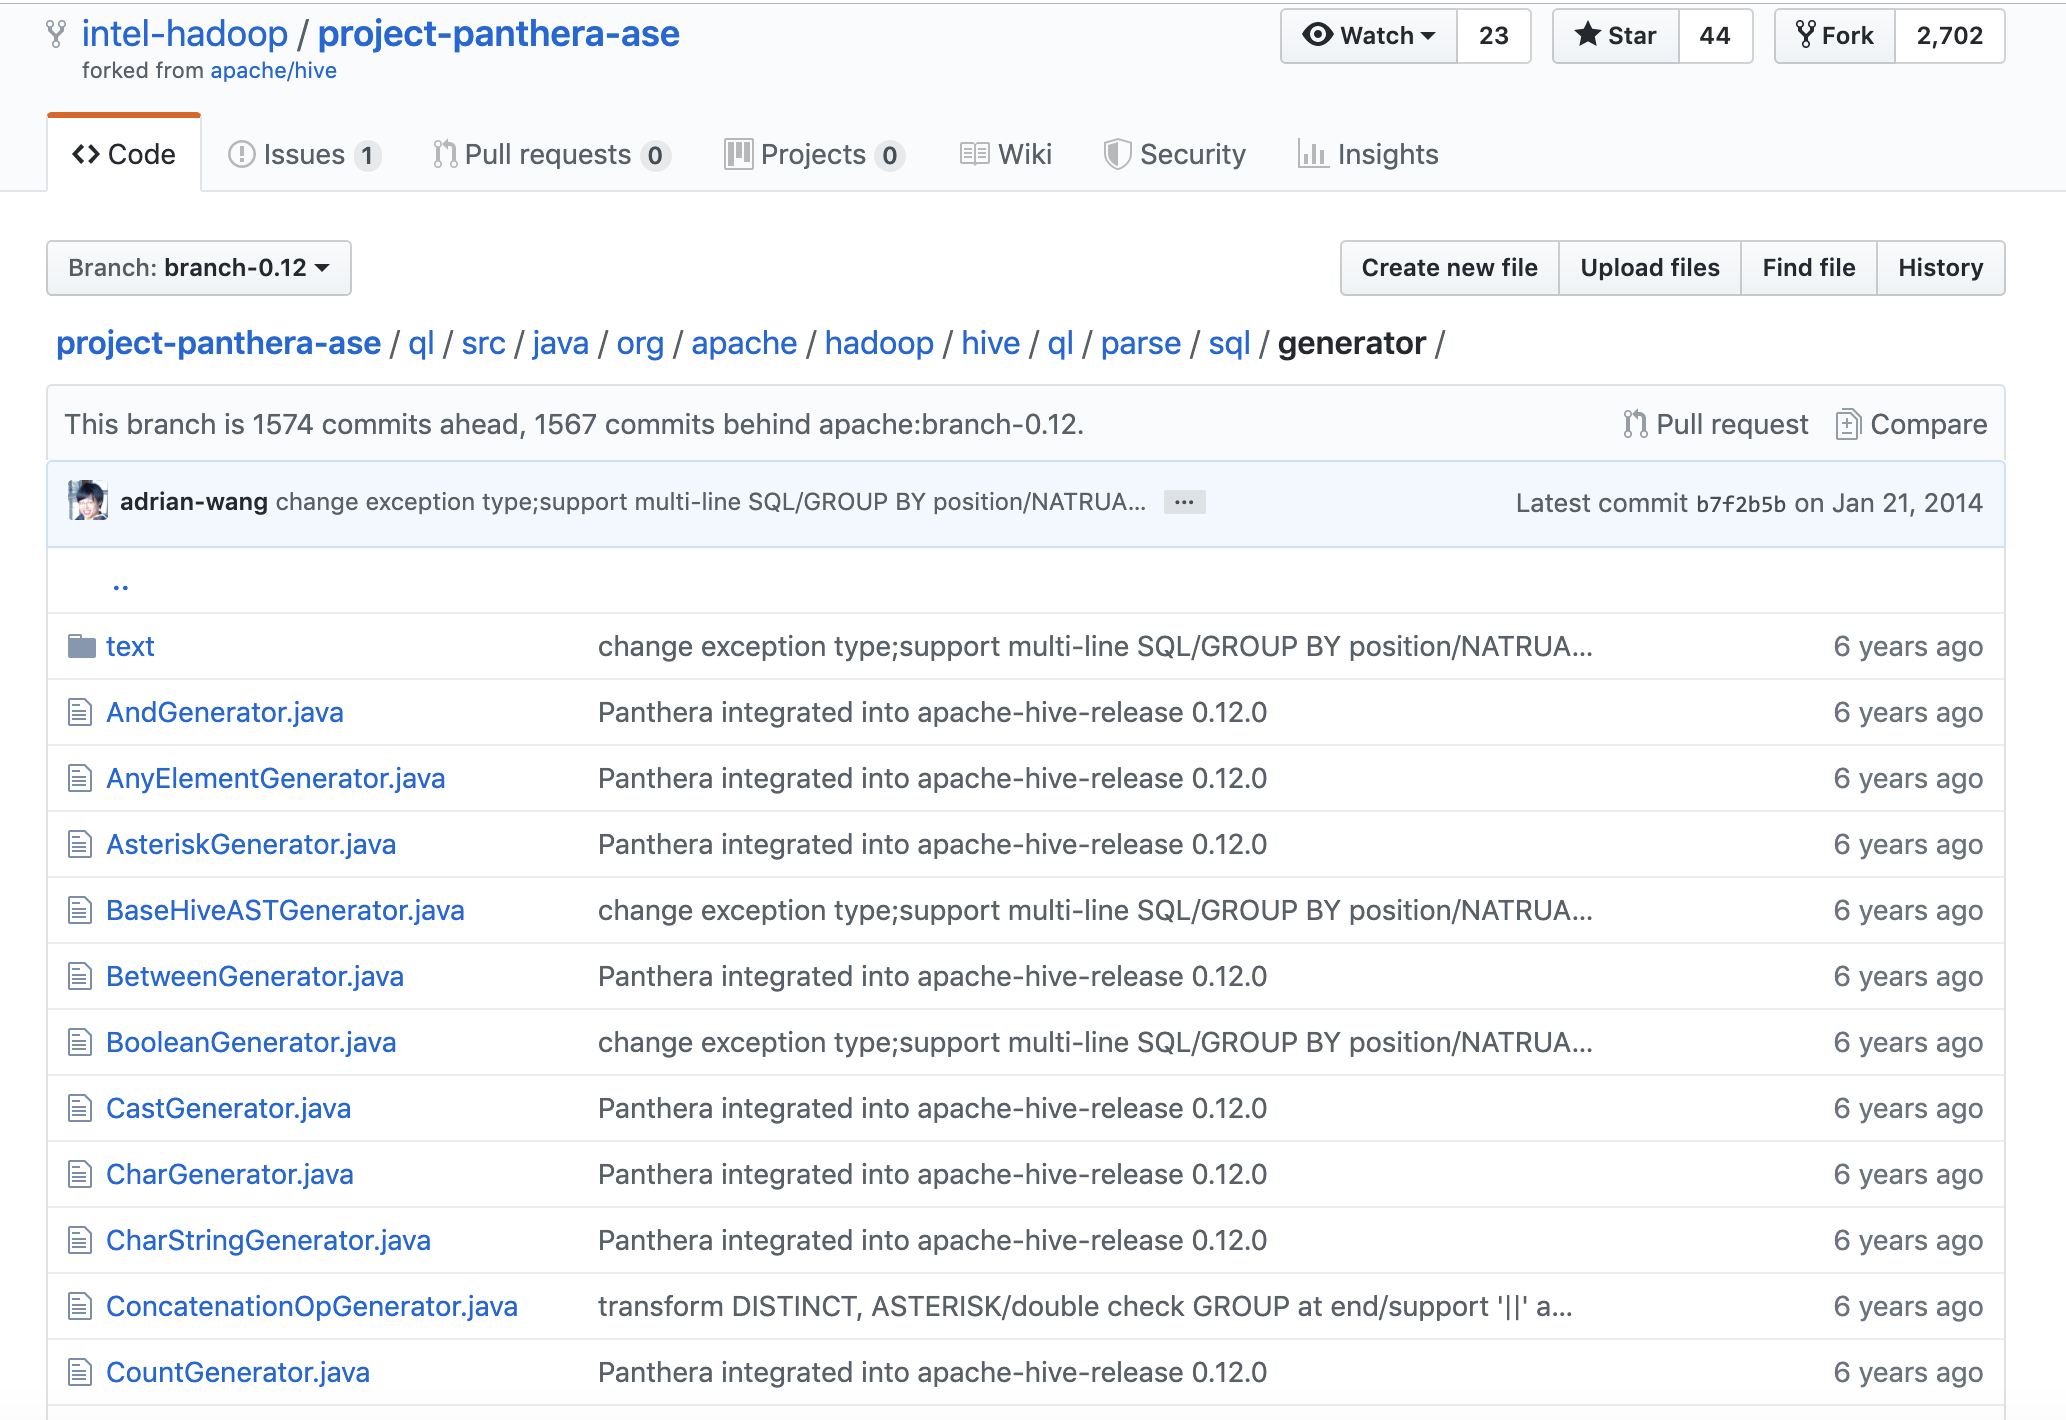 intel-hadoop / project-panthera-ase
forked from apache/hive
Watch 23 Star 44 Fork 2,702
Code Issues 1 Pull requests 0 Projects 0 Wiki Security Insights
Branch: branch-0.12 Create new file Upload files Find file History
project-panthera-ase / ql / src / java / org / apache / hadoop / hive / ql / parse / sql / generator /
This branch is 1574 commits ahead, 1567 commits behind apache:branch-0.12. Pull request Compare
adrian-wang change exception type;support multi-line SQL/GROUP BY position/NATRUA... ... Latest commit b7f2b5b on Jan 21, 2014
..
text change exception type;support multi-line SQL/GROUP BY position/NATRUA... 6 years ago
AndGenerator.java Panthera integrated into apache-hive-release 0.12.0 6 years ago
AnyElementGenerator.java Panthera integrated into apache-hive-release 0.12.0 6 years ago
AsteriskGenerator.java Panthera integrated into apache-hive-release 0.12.0 6 years ago
BaseHiveASTGenerator.java change exception type;support multi-line SQL/GROUP BY position/NATRUA... 6 years ago
BetweenGenerator.java Panthera integrated into apache-hive-release 0.12.0 6 years ago
BooleanGenerator.java change exception type;support multi-line SQL/GROUP BY position/NATRUA... 6 years ago
CastGenerator.java Panthera integrated into apache-hive-release 0.12.0 6 years ago
CharGenerator.java Panthera integrated into apache-hive-release 0.12.0 6 years ago
CharStringGenerator.java Panthera integrated into apache-hive-release 0.12.0 6 years ago
ConcatenationOpGenerator.java transform DISTINCT, ASTERISK/double check GROUP at end/support '||' a... 6 years ago
CountGenerator.java Panthera integrated into apache-hive-release 0.12.0 6 years ago